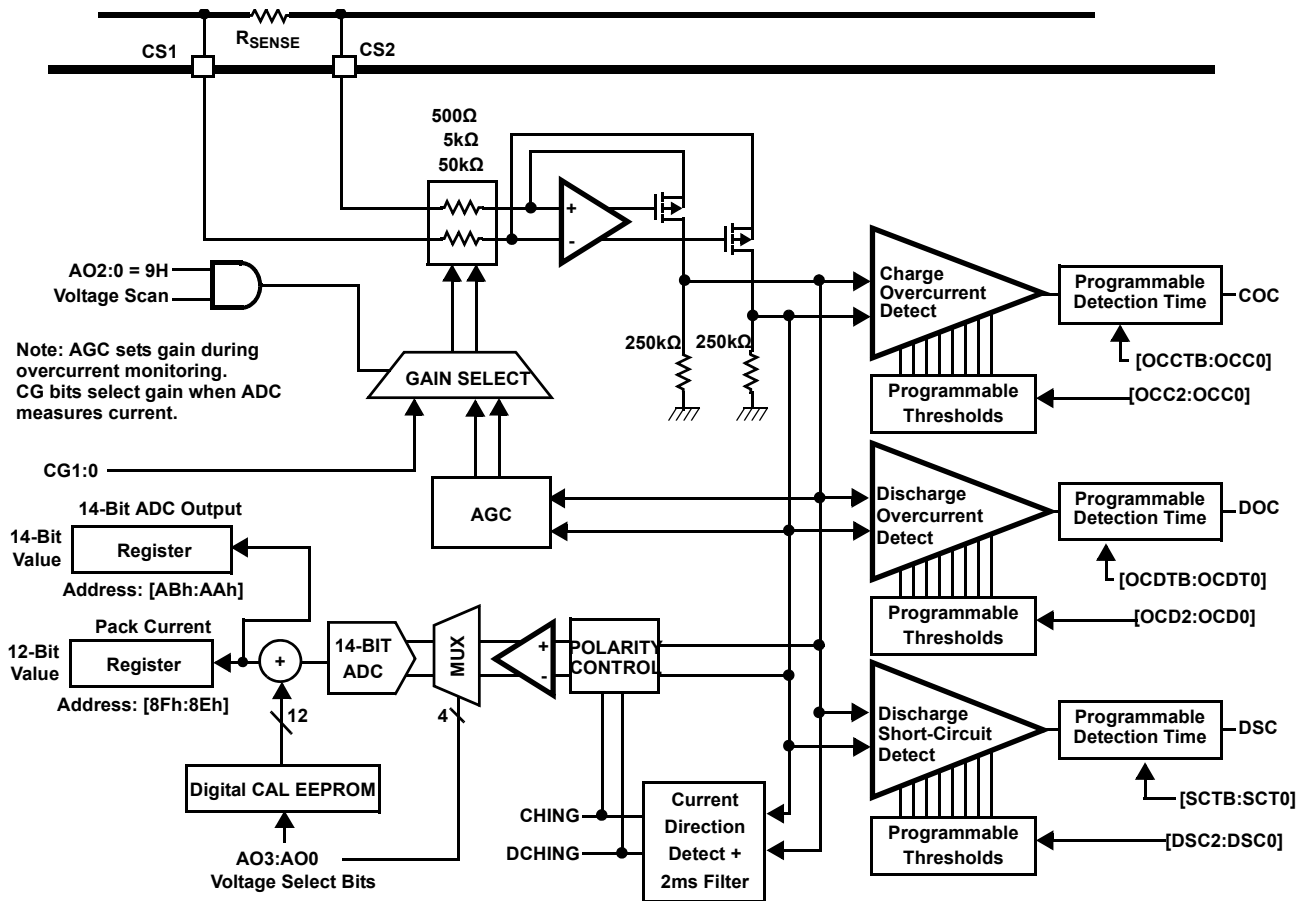 RSENSE
CS1
CS2
500Ω
5kΩ
50kΩ
+
-
AO2:0 = 9H
Voltage Scan
Note: AGC sets gain during
overcurrent monitoring.
CG bits select gain when ADC
measures current.
GAIN SELECT
250kΩ
250kΩ
Charge
Overcurrent
Detect
Programmable
Detection Time
COC
[OCCTB:OCC0]
Programmable
Thresholds
[OCC2:OCC0]
CG1:0
AGC
Discharge
Overcurrent
Detect
Programmable
Detection Time
DOC
[OCDTB:OCDT0]
Programmable
Thresholds
[OCD2:OCD0]
14-Bit ADC Output
14-Bit
Value
Register
Address: [ABh:AAh]
Pack Current
12-Bit
Value
Register
Address: [8Fh:8Eh]
+
14-BIT
ADC
MUX
+
-
POLARITY
CONTROL
12
4
Digital CAL EEPROM
AO3:AO0
Voltage Select Bits
CHING
DCHING
Current
Direction
Detect +
2ms Filter
Discharge
Short-Circuit
Detect
Programmable
Detection Time
DSC
[SCTB:SCT0]
Programmable
Thresholds
[DSC2:DSC0]